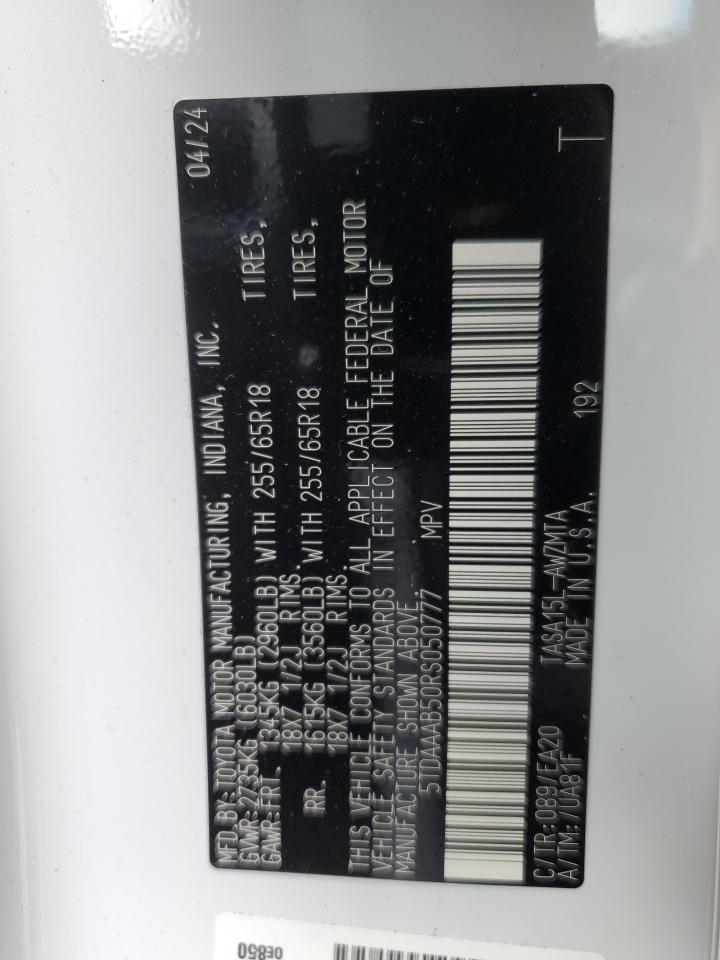 MFD BY:TOYOTA MOTOR MANUFACTURING, INDIANA, INC. 04/24
GVWR:2735KG (6030LB)
GAWR:FRT. 1345KG (2960LB) WITH 255/65R18 TIRES,
18X7 1/2J RIMS.
RR. 1615KG (3560LB) WITH 255/65R18 TIRES,
18X7 1/2J RIMS.
THIS VEHICLE CONFORMS TO ALL APPLICABLE FEDERAL MOTOR
VEHICLE SAFETY STANDARDS IN EFFECT ON THE DATE OF
MANUFACTURE SHOWN ABOVE.
5TDAAAB50RS050777 MPV
C/TR:089/EA20 TASA15L-AWZMTA 192 T
A/TM:/UA81F MADE IN U.S.A.
0E850